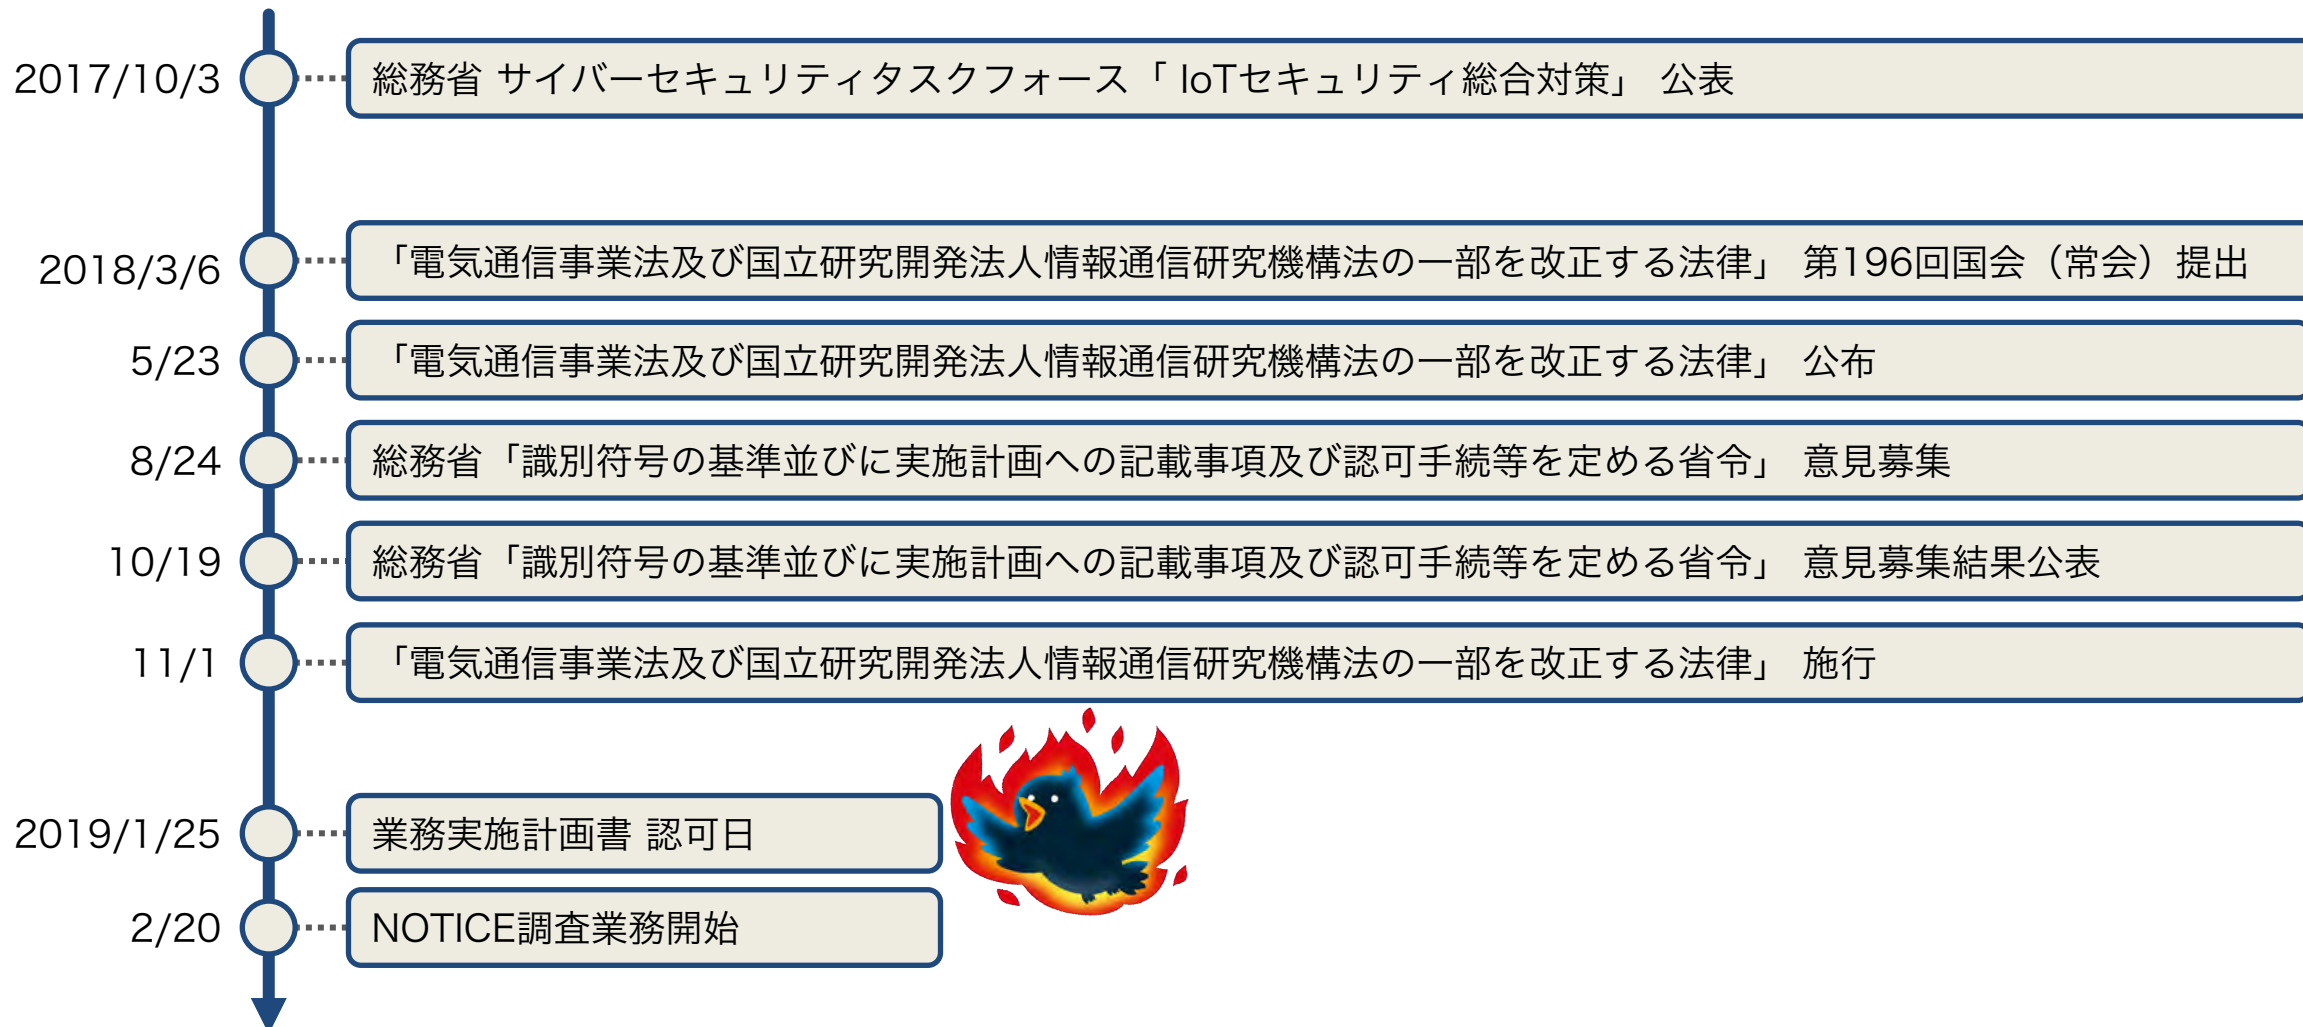 2017/10/3 総務省 サイバーセキュリティタスクフォース「 IoTセキュリティ総合対策」 公表
2018/3/6 「電気通信事業法及び国立研究開発法人情報通信研究機構法の一部を改正する法律」 第196回国会（常会）提出
5/23 「電気通信事業法及び国立研究開発法人情報通信研究機構法の一部を改正する法律」 公布
8/24 総務省「識別符号の基準並びに実施計画への記載事項及び認可手続等を定める省令」 意見募集
10/19 総務省「識別符号の基準並びに実施計画への記載事項及び認可手続等を定める省令」 意見募集結果公表
11/1 「電気通信事業法及び国立研究開発法人情報通信研究機構法の一部を改正する法律」 施行
2019/1/25 業務実施計画書 認可日
2/20 NOTICE調査業務開始